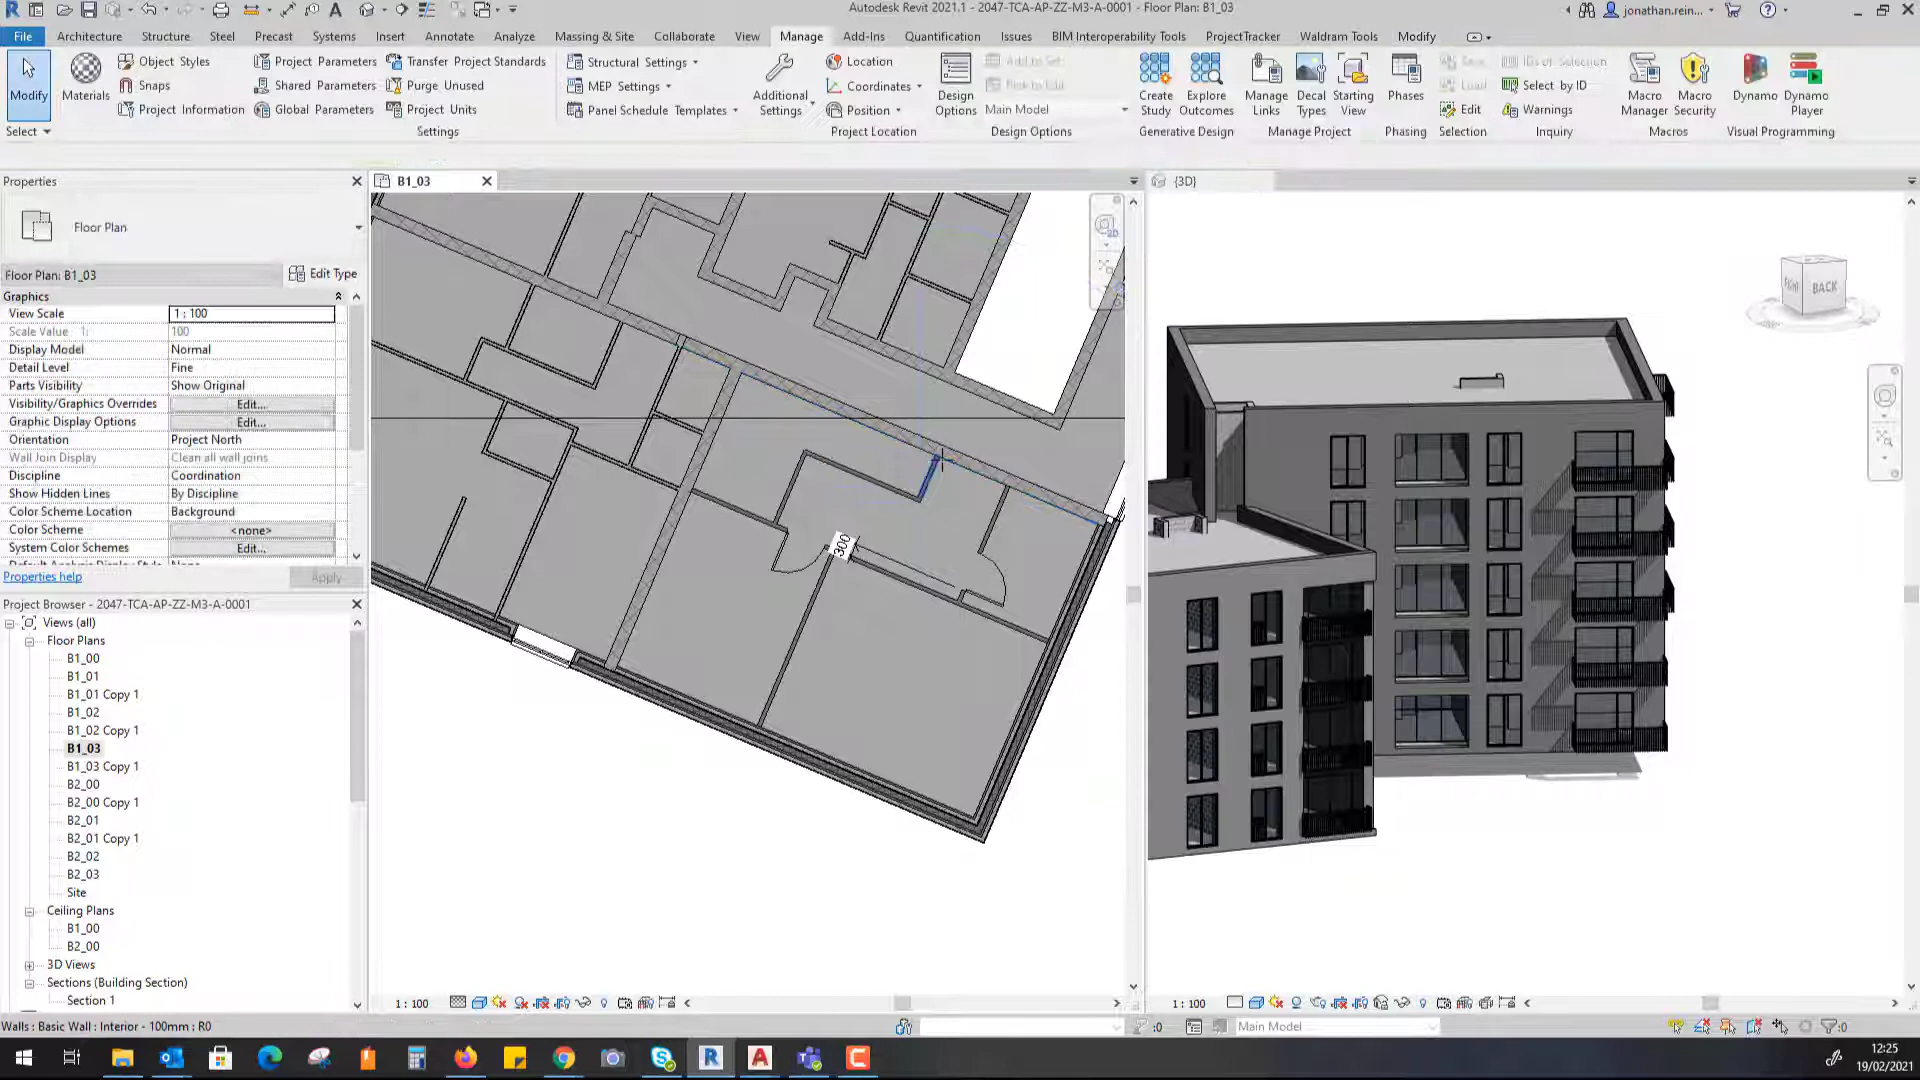 Autodesk Revit 2021.1 - 2047-TCA-AP-ZZ-M3-A-0001 - Floor Plan: B1_03
jonathan.rein...
File Architecture Structure Steel Precast Systems Insert Annotate Analyze Massing & Site Collaborate View Manage Add-Ins Quantification Issues BIM Interoperability Tools ProjectTracker Waldram Tools Modify
Modify
Materials
Object Styles
Snaps
Project Information
Project Parameters
Shared Parameters
Global Parameters
Transfer Project Standards
Purge Unused
Project Units
Structural Settings
MEP Settings
Panel Schedule Templates
Additional Settings
Location
Coordinates
Position
Design Options
Add to Set
Pick to Edit
Main Model
Create Study
Explore Outcomes
Manage Links
Decal Types
Starting View
Phases
Save
Load
Edit
IDs of Selection
Select by ID
Warnings
Macro Manager
Macro Security
Dynamo
Dynamo Player
Select
Settings
Project Location
Design Options
Generative Design
Manage Project
Phasing
Selection
Inquiry
Macros
Visual Programming
Properties
B1_03
{3D}
Floor Plan
Floor Plan: B1_03
Edit Type
Graphics
View Scale 1 : 100
Scale Value 1: 100
Display Model Normal
Detail Level Fine
Parts Visibility Show Original
Visibility/Graphics Overrides Edit...
Graphic Display Options Edit...
Orientation Project North
Wall Join Display Clean all wall joins
Discipline Coordination
Show Hidden Lines By Discipline
Color Scheme Location Background
Color Scheme <none>
System Color Schemes Edit...
Properties help
Apply
Project Browser - 2047-TCA-AP-ZZ-M3-A-0001
Views (all)
Floor Plans
B1_00
B1_01
B1_01 Copy 1
B1_02
B1_02 Copy 1
B1_03
B1_03 Copy 1
B2_00
B2_00 Copy 1
B2_01
B2_01 Copy 1
B2_02
B2_03
Site
Ceiling Plans
B1_00
B2_00
3D Views
Sections (Building Section)
Section 1
300
BACK
1 : 100
1 : 100
Walls : Basic Wall : Interior - 100mm : R0
:0
Main Model
:0
12:25
19/02/2021